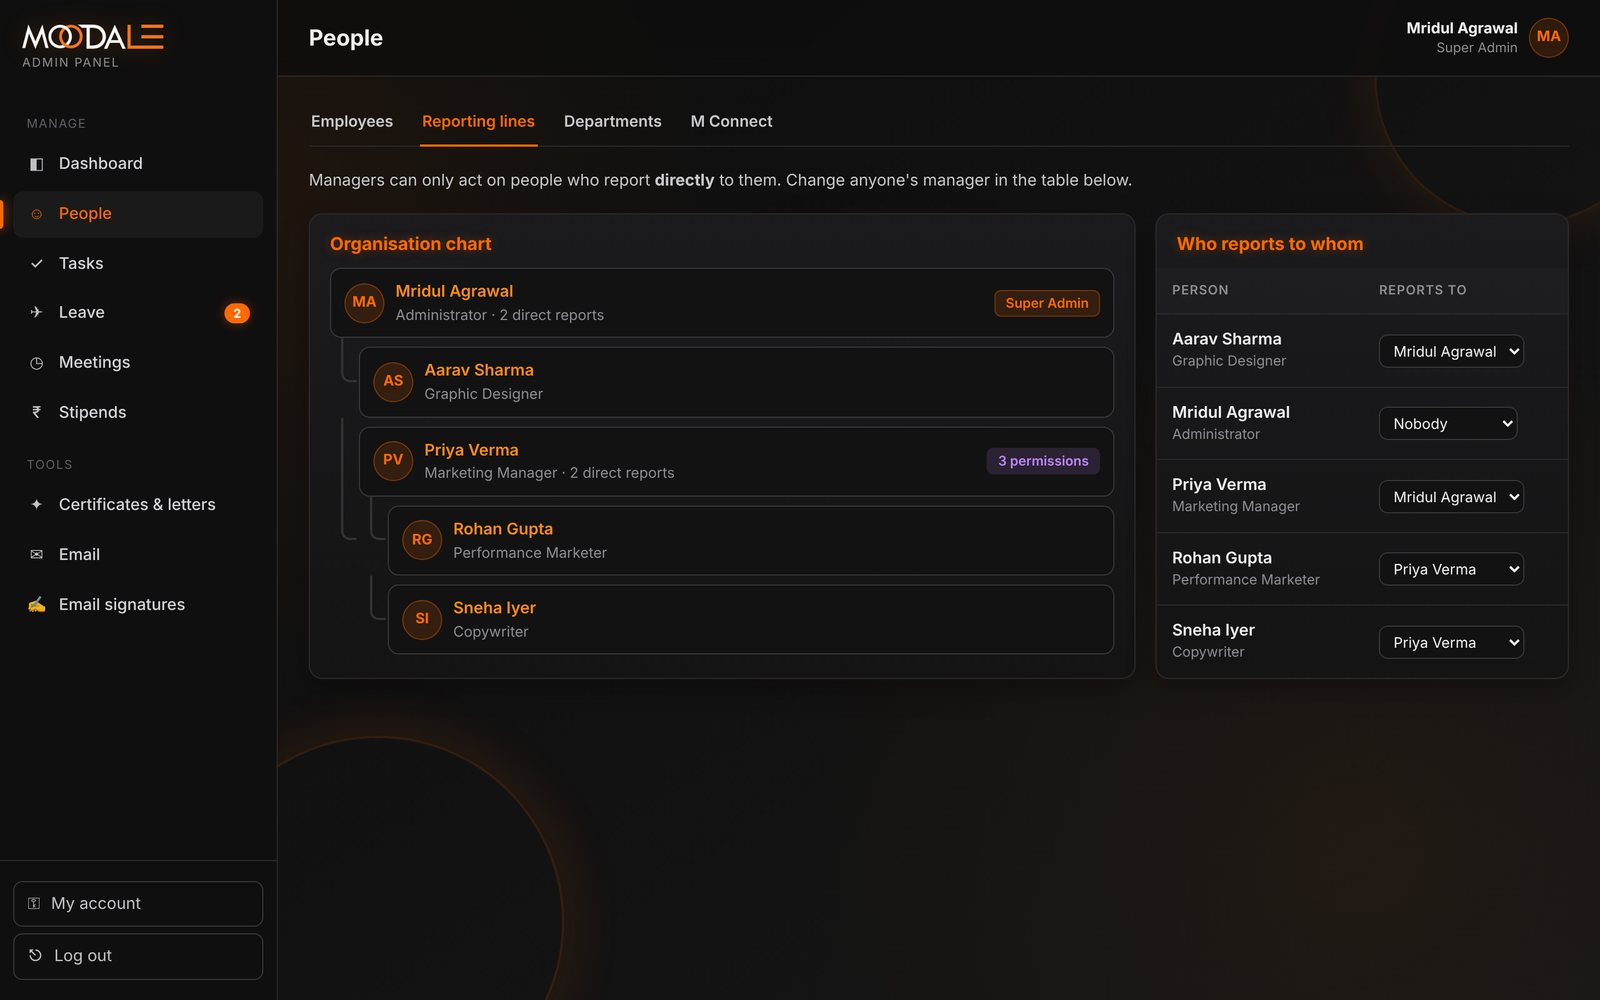 MOODALE
ADMIN PANEL
MANAGE
Dashboard
People
Tasks
Leave 2
Meetings
₹ Stipends
TOOLS
Certificates & letters
Email
Email signatures
My account
Log out
People
Mridul Agrawal
Super Admin
MA
Employees Reporting lines Departments M Connect
Managers can only act on people who report directly to them. Change anyone's manager in the table below.
Organisation chart
MA Mridul Agrawal Super Admin
Administrator · 2 direct reports
AS Aarav Sharma
Graphic Designer
PV Priya Verma 3 permissions
Marketing Manager · 2 direct reports
RG Rohan Gupta
Performance Marketer
SI Sneha Iyer
Copywriter
Who reports to whom
PERSON REPORTS TO
Aarav Sharma Mridul Agrawal
Graphic Designer
Mridul Agrawal Nobody
Administrator
Priya Verma Mridul Agrawal
Marketing Manager
Rohan Gupta Priya Verma
Performance Marketer
Sneha Iyer Priya Verma
Copywriter